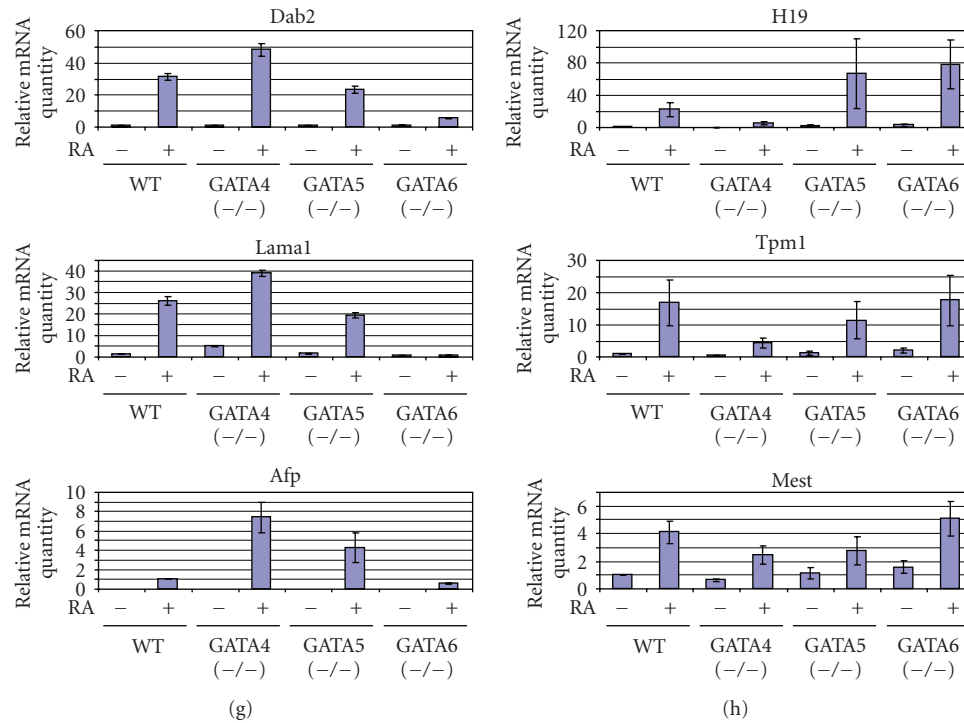 Dab2
Relative mRNA
quantity
60
40
20
0
RA − + − + − + − +
WT GATA4 GATA5 GATA6
(−/−) (−/−) (−/−)
Lama1
Relative mRNA
quantity
40
30
20
10
0
RA − + − + − + − +
WT GATA4 GATA5 GATA6
(−/−) (−/−) (−/−)
Afp
Relative mRNA
quantity
10
8
6
4
2
0
RA − + − + − + − +
WT GATA4 GATA5 GATA6
(−/−) (−/−) (−/−)
(g)
H19
Relative mRNA
quantity
120
80
40
0
RA − + − + − + − +
WT GATA4 GATA5 GATA6
(−/−) (−/−) (−/−)
Tpm1
Relative mRNA
quantity
30
20
10
0
RA − + − + − + − +
WT GATA4 GATA5 GATA6
(−/−) (−/−) (−/−)
Mest
Relative mRNA
quantity
6
4
2
0
RA − + − + − + − +
WT GATA4 GATA5 GATA6
(−/−) (−/−) (−/−)
(h)